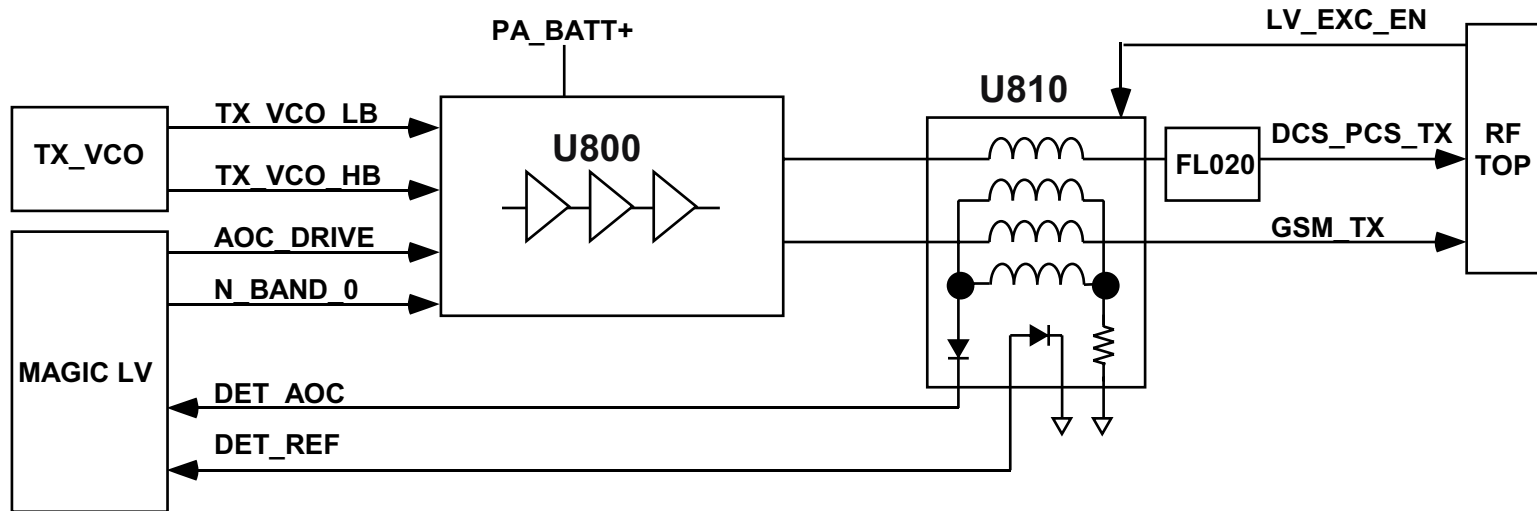 LV_EXC_EN
PA_BATT+
U810
TX_VCO_LB
TX_VCO
U800
FL020
DCS_PCS_TX
RF
TOP
TX_VCO_HB
AOC_DRIVE
GSM_TX
N_BAND_0
MAGIC LV
DET_AOC
DET_REF